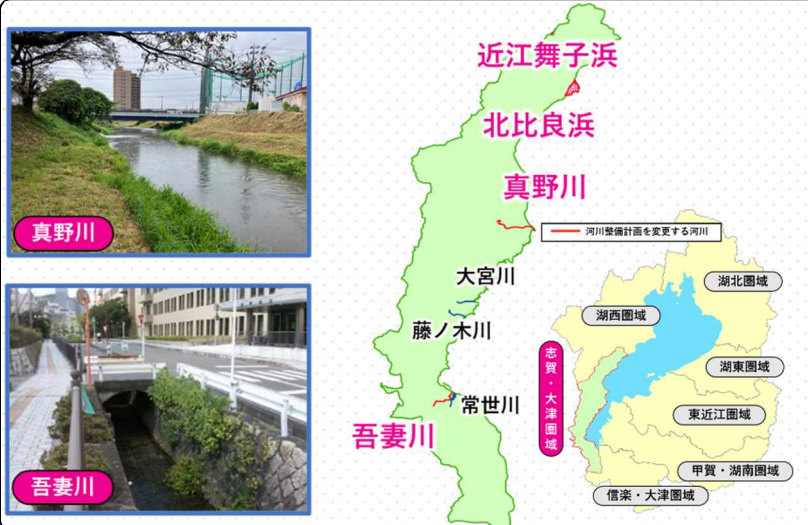 真野川
吾妻川
近江舞子浜
北比良浜
真野川
河川整備計画を変更する河川
大宮川
藤ノ木川
常世川
吾妻川
湖北圏域
湖西圏域
志賀・大津圏域
湖東圏域
東近江圏域
甲賀・湖南圏域
信楽・大津圏域